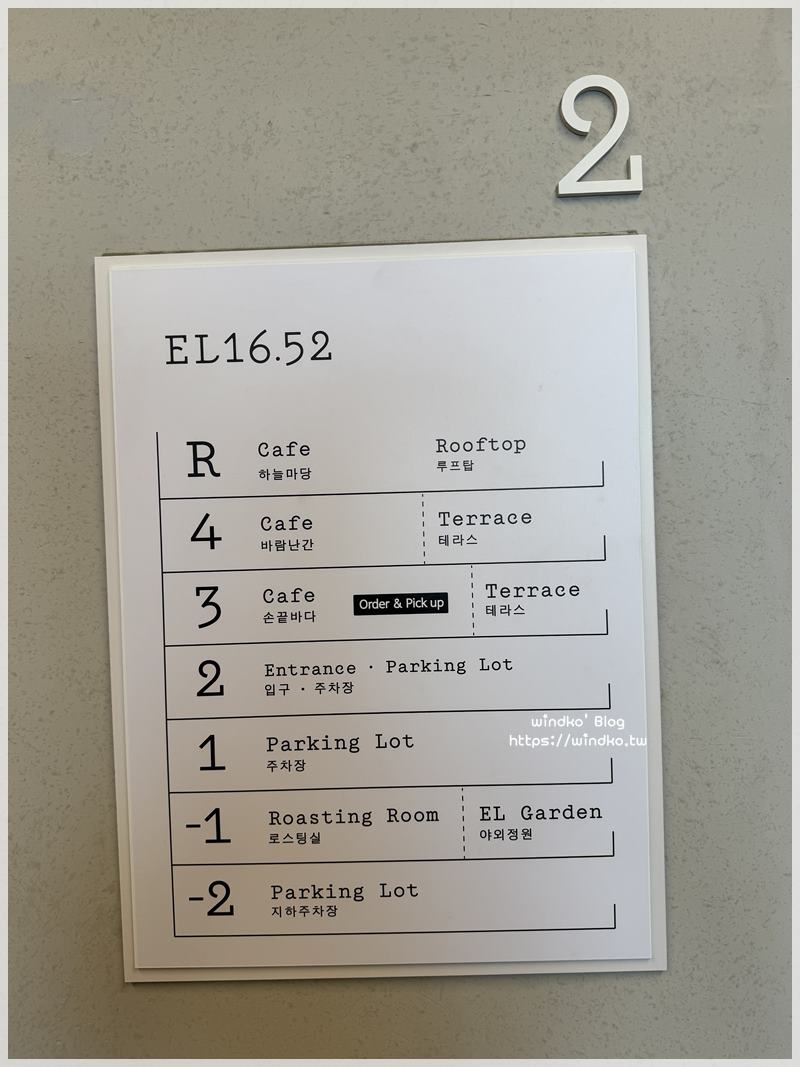 2
EL16.52
R Cafe Rooftop
하늘마당 루프탑
4 Cafe Terrace
바람난간 테라스
3 Cafe Order & Pick up Terrace
손끝바다 테라스
2 Entrance · Parking Lot
입구 · 주차장
windko' Blog
https://windko.tw
1 Parking Lot
주차장
-1 Roasting Room EL Garden
로스팅실 야외정원
-2 Parking Lot
지하주차장